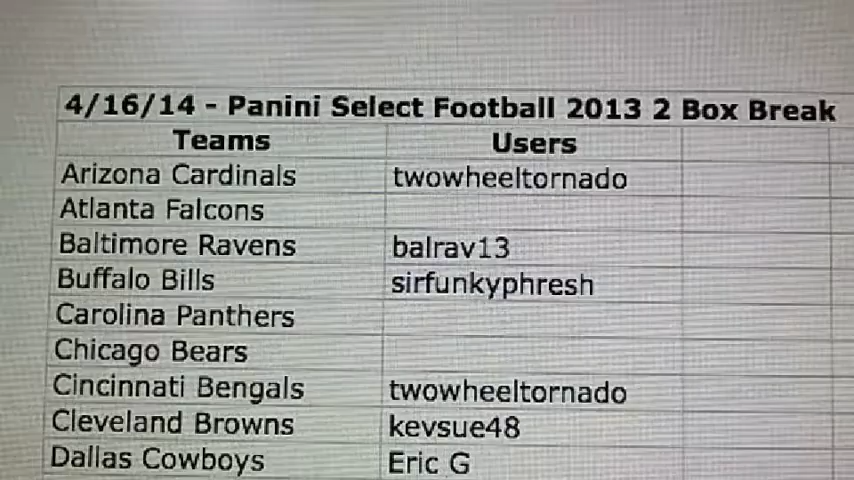 4/16/14 - Panini Select Football 2013 2 Box Break
Teams Users
Arizona Cardinals twowheeltornado
Atlanta Falcons
Baltimore Ravens balrav13
Buffalo Bills sirfunkyphresh
Carolina Panthers
Chicago Bears
Cincinnati Bengals twowheeltornado
Cleveland Browns kevsue48
Dallas Cowboys Eric G